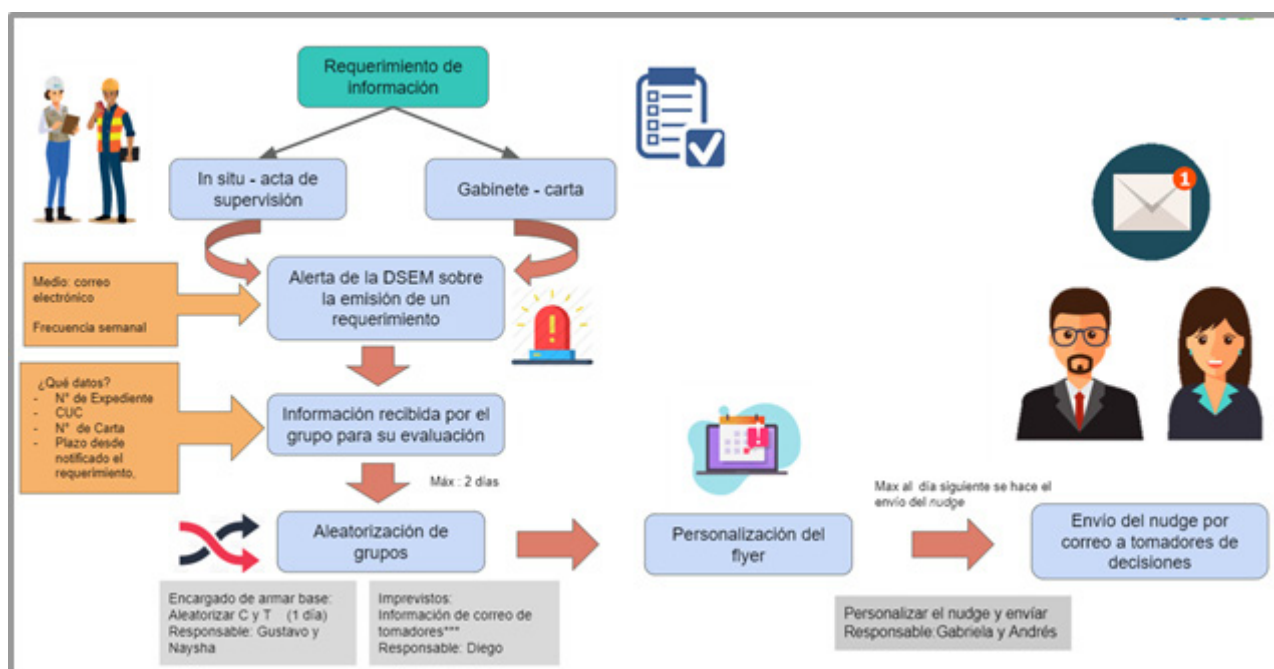 Requerimiento de
información
In situ - acta de
supervisión
Gabinete - carta
Medio: correo
electrónico
Frecuencia semanal
Alerta de la DSEM sobre
la emisión de un
requerimiento
¿Qué datos?
- N° de Expediente
- CUC
- N° de Carta
- Plazo desde
notificado el
requerimiento,
Información recibida por el
grupo para su evaluación
Máx : 2 días
Aleatorización de
grupos
Personalización del
flyer
Max al día siguiente se hace el
envio del nudge
Envío del nudge por
correo a tomadores de
decisiones
1
Encargado de armar base:
Aleatorizar C y T (1 día)
Responsable: Gustavo y
Naysha
Imprevistos:
Información de correo de
tomadores***
Responsable: Diego
Personalizar el nudge y envíar
Responsable:Gabriela y Andrés